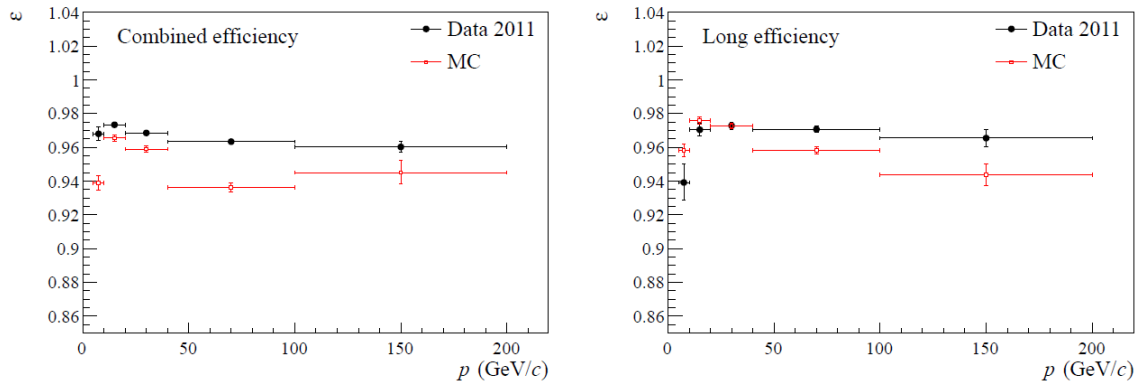 ε
1.04
1.02
1
0.98
0.96
0.94
0.92
0.9
0.88
0.86
Combined efficiency
Data 2011
MC
0 50 100 150 200
p (GeV/c)
ε
1.04
1.02
1
0.98
0.96
0.94
0.92
0.9
0.88
0.86
Long efficiency
Data 2011
MC
0 50 100 150 200
p (GeV/c)